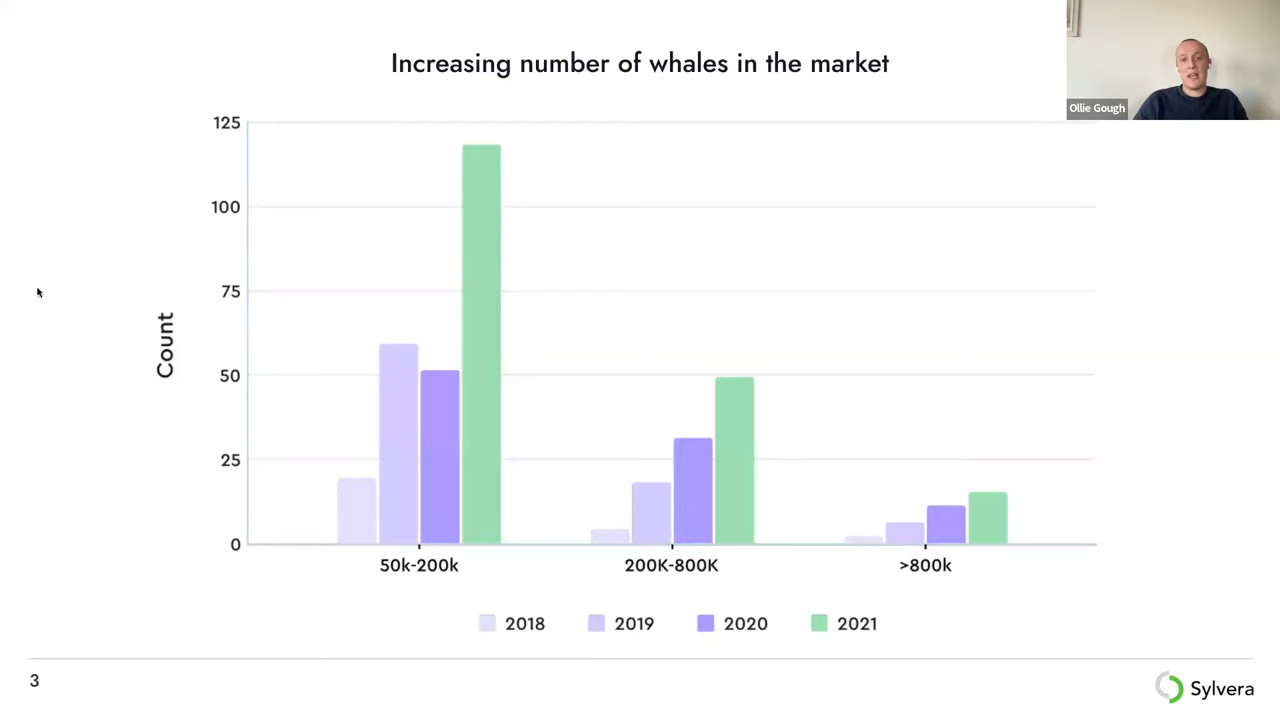 Increasing number of whales in the market
Ollie Gough
125
100
75
50
25
0
Count
50k-200k 200K-800K >800k
2018 2019 2020 2021
3
Sylvera